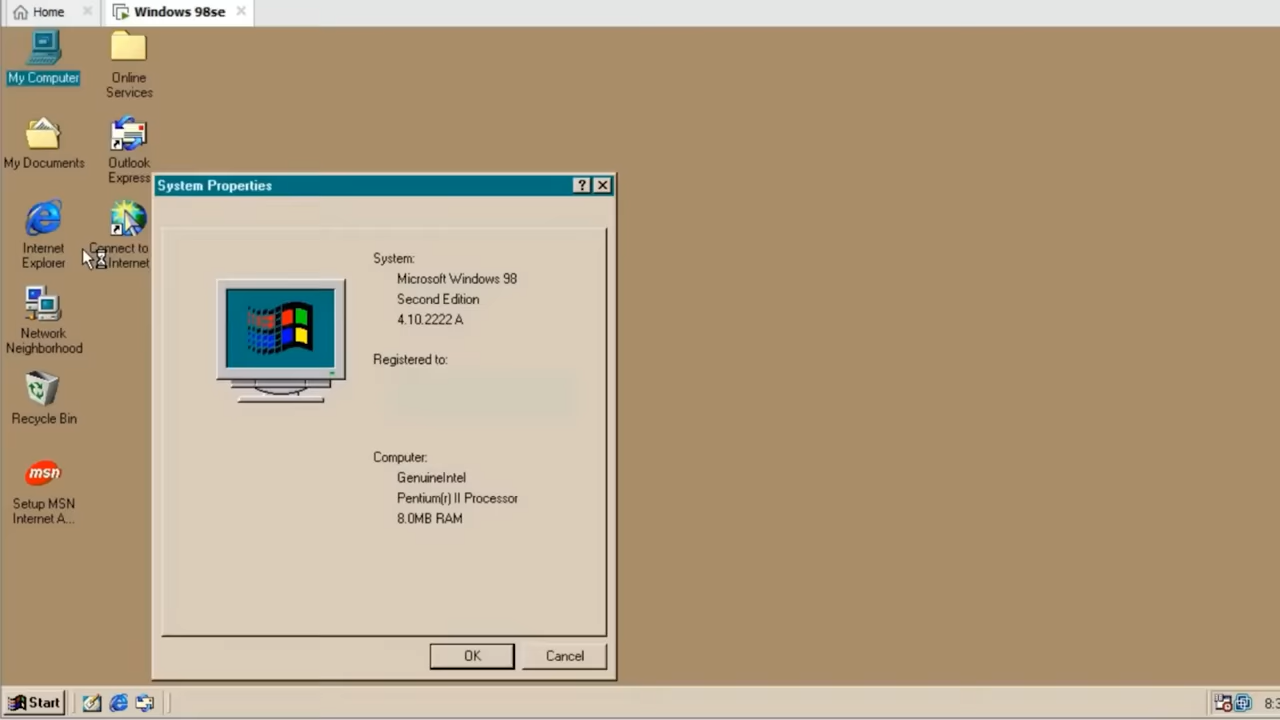 Home
Windows 98se
My Computer
Online
Services
My Documents
Outlook
Express
Internet
Explorer
Connect to
Internet
Network
Neighborhood
Recycle Bin
msn
Setup MSN
Internet A...
System Properties
System:
Microsoft Windows 98
Second Edition
4.10.2222 A
Registered to:
Computer:
GenuineIntel
Pentium(r) II Processor
8.0MB RAM
OK
Cancel
Start